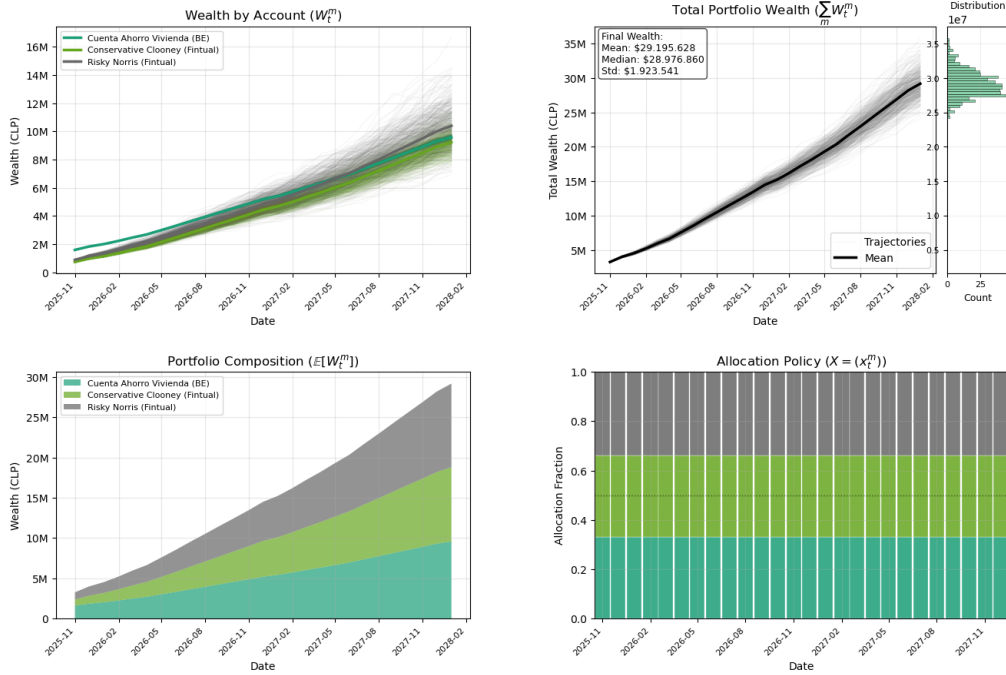 Wealth by Account (W_t^m)
Cuenta Ahorro Vivienda (BE)
Conservative Clooney (Fintual)
Risky Norris (Fintual)
Wealth (CLP)
16M
14M
12M
10M
8M
6M
4M
2M
0
2025-11
2026-02
2026-05
2026-08
2026-11
2027-02
2027-05
2027-08
2027-11
2028-02
Date
Total Portfolio Wealth (∑_m W_t^m)
Final Wealth:
Mean: $29.195.628
Median: $28.976.860
Std: $1.923.541
Total Wealth (CLP)
35M
30M
25M
20M
15M
10M
5M
Trajectories
Mean
2025-11
2026-02
2026-05
2026-08
2026-11
2027-02
2027-05
2027-08
2027-11
2028-02
Date
Distribution
1e7
3.5
3.0
2.5
2.0
1.5
1.0
0.5
0
25
Count
Portfolio Composition (𝔼[W_t^m])
Cuenta Ahorro Vivienda (BE)
Conservative Clooney (Fintual)
Risky Norris (Fintual)
Wealth (CLP)
30M
25M
20M
15M
10M
5M
0
2025-11
2026-02
2026-05
2026-08
2026-11
2027-02
2027-05
2027-08
2027-11
2028-02
Date
Allocation Policy (X = (x_t^m))
Allocation Fraction
1.0
0.8
0.6
0.4
0.2
0.0
2025-11
2026-02
2026-05
2026-08
2026-11
2027-02
2027-05
2027-08
2027-11
Date